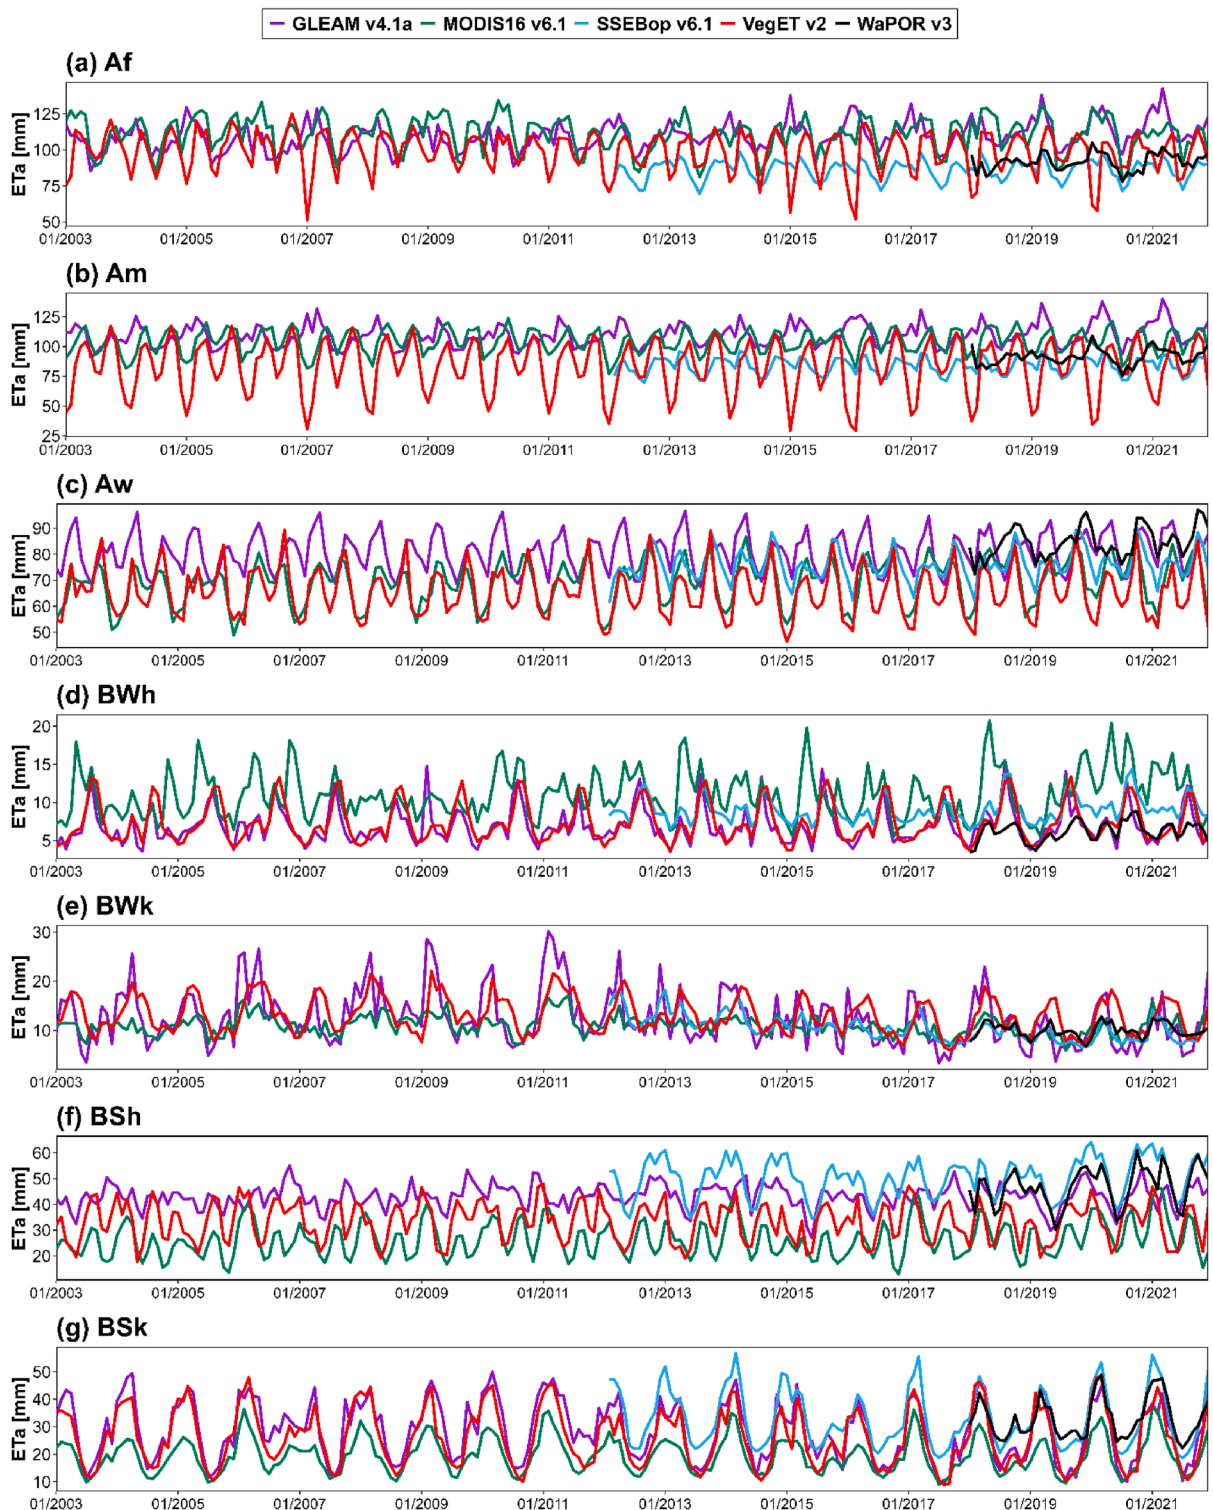 GLEAM v4.1a MODIS16 v6.1 SSEBop v6.1 VegET v2 WaPOR v3
(a) Af
ETa [mm]
125
100
75
50
01/2003 01/2005 01/2007 01/2009 01/2011 01/2013 01/2015 01/2017 01/2019 01/2021
(b) Am
ETa [mm]
125
100
75
50
25
01/2003 01/2005 01/2007 01/2009 01/2011 01/2013 01/2015 01/2017 01/2019 01/2021
(c) Aw
ETa [mm]
90
80
70
60
50
01/2003 01/2005 01/2007 01/2009 01/2011 01/2013 01/2015 01/2017 01/2019 01/2021
(d) BWh
ETa [mm]
20
15
10
5
01/2003 01/2005 01/2007 01/2009 01/2011 01/2013 01/2015 01/2017 01/2019 01/2021
(e) BWk
ETa [mm]
30
20
10
01/2003 01/2005 01/2007 01/2009 01/2011 01/2013 01/2015 01/2017 01/2019 01/2021
(f) BSh
ETa [mm]
60
50
40
30
20
01/2003 01/2005 01/2007 01/2009 01/2011 01/2013 01/2015 01/2017 01/2019 01/2021
(g) BSk
ETa [mm]
50
40
30
20
10
01/2003 01/2005 01/2007 01/2009 01/2011 01/2013 01/2015 01/2017 01/2019 01/2021